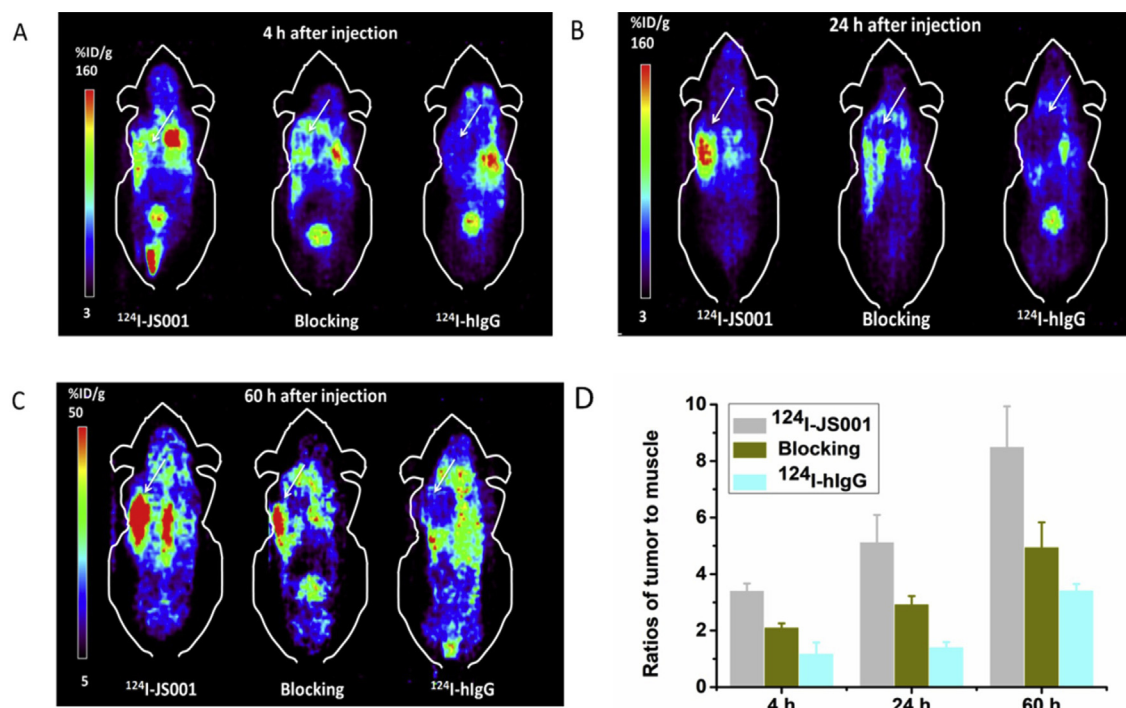 A
4 h after injection
%ID/g
160
3
¹²⁴I-JS001
Blocking
¹²⁴I-hIgG
B
24 h after injection
%ID/g
160
3
¹²⁴I-JS001
Blocking
¹²⁴I-hIgG
C
60 h after injection
%ID/g
50
5
¹²⁴I-JS001
Blocking
¹²⁴I-hIgG
D
Ratios of tumor to muscle
10
8
6
4
2
0
¹²⁴I-JS001
Blocking
¹²⁴I-hIgG
4 h
24 h
60 h